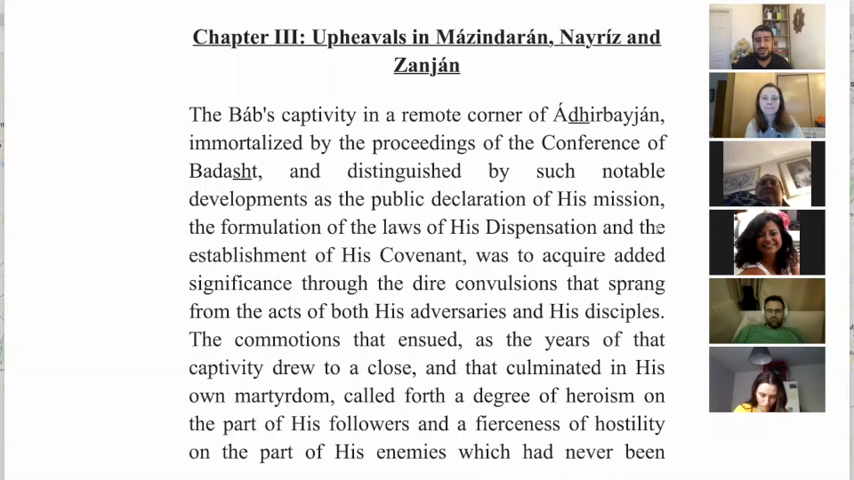 Chapter III: Upheavals in Mázindarán, Nayríz and
Zanján
The Báb's captivity in a remote corner of Ádhirbayján,
immortalized by the proceedings of the Conference of
Badasht, and distinguished by such notable
developments as the public declaration of His mission,
the formulation of the laws of His Dispensation and the
establishment of His Covenant, was to acquire added
significance through the dire convulsions that sprang
from the acts of both His adversaries and His disciples.
The commotions that ensued, as the years of that
captivity drew to a close, and that culminated in His
own martyrdom, called forth a degree of heroism on
the part of His followers and a fierceness of hostility
on the part of His enemies which had never been